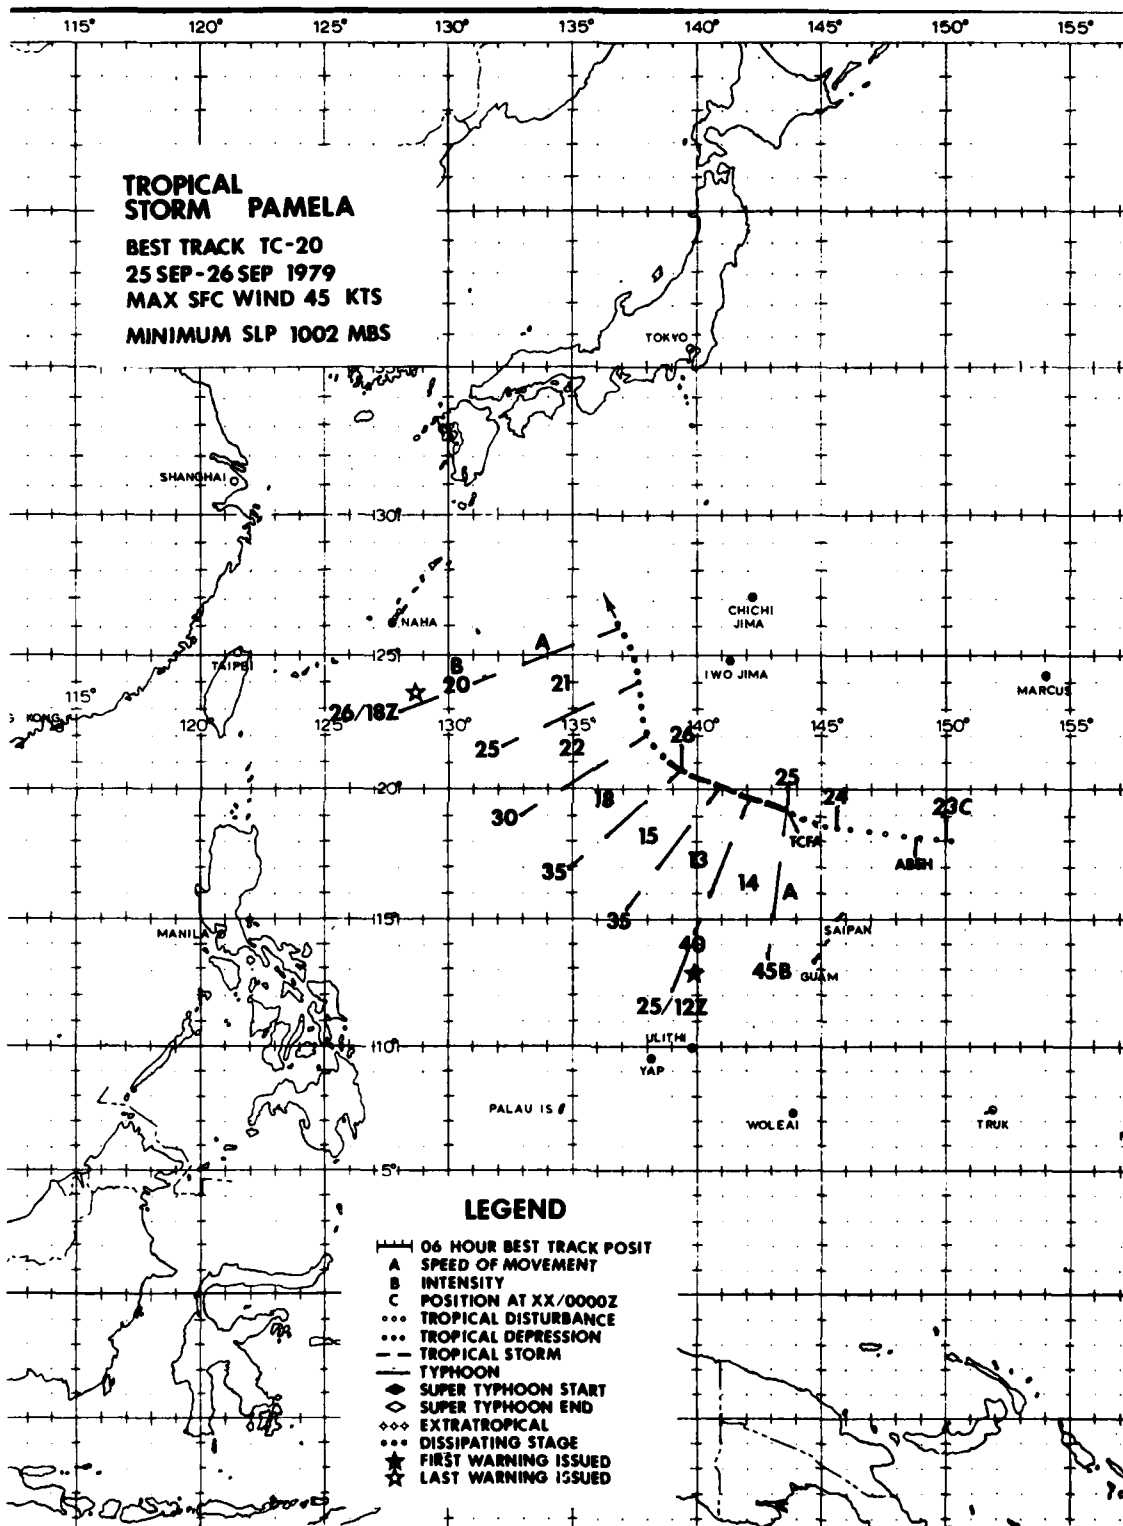 115° 120° 125° 130° 135° 140° 145° 150° 155°
TROPICAL
STORM PAMELA
BEST TRACK TC-20
25 SEP-26 SEP 1979
MAX SFC WIND 45 KTS
MINIMUM SLP 1002 MBS
TOKYO
SHANGHAI
30°
NAHA
CHICHI
JIMA
TAIPEI
25°
A
B
20
21
IWO JIMA
MARCUS
115°
KONG
120°
26/18Z
130°
135°
140°
145°
150°
155°
25
22
26
20°
25
24
23C
30
18
15
TCFA
ABEH
35
13
14
A
35
15°
MANILA
SAIPAN
40
45B
GUAM
25/12Z
ULITHI
10°
YAP
PALAU IS
WOLEAI
TRUK
5°
LEGEND
06 HOUR BEST TRACK POSIT
A SPEED OF MOVEMENT
B INTENSITY
C POSITION AT XX/0000Z
TROPICAL DISTURBANCE
TROPICAL DEPRESSION
TROPICAL STORM
TYPHOON
SUPER TYPHOON START
SUPER TYPHOON END
EXTRATROPICAL
DISSIPATING STAGE
FIRST WARNING ISSUED
LAST WARNING ISSUED